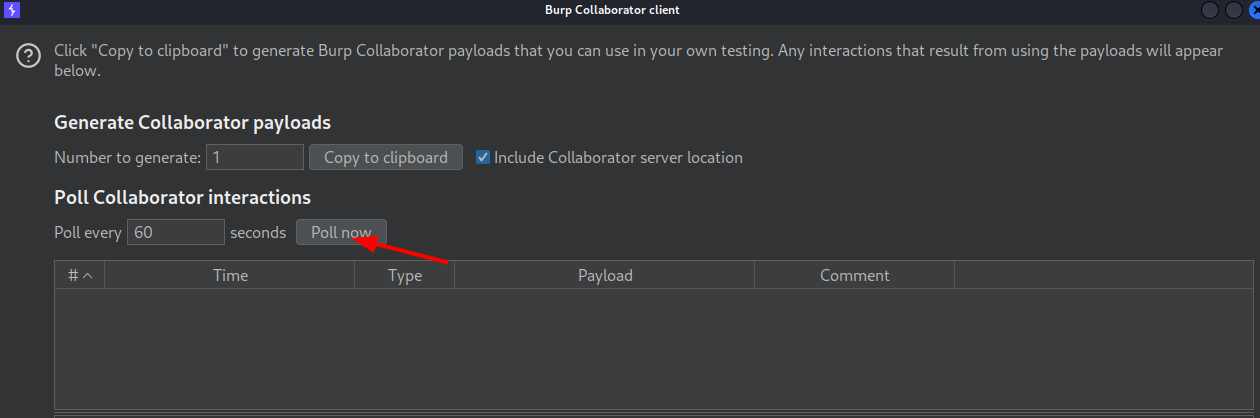 Burp Collaborator client
Click "Copy to clipboard" to generate Burp Collaborator payloads that you can use in your own testing. Any interactions that result from using the payloads will appear
below.
Generate Collaborator payloads
Number to generate: 1 Copy to clipboard Include Collaborator server location
Poll Collaborator interactions
Poll every 60 seconds Poll now
# Time Type Payload Comment